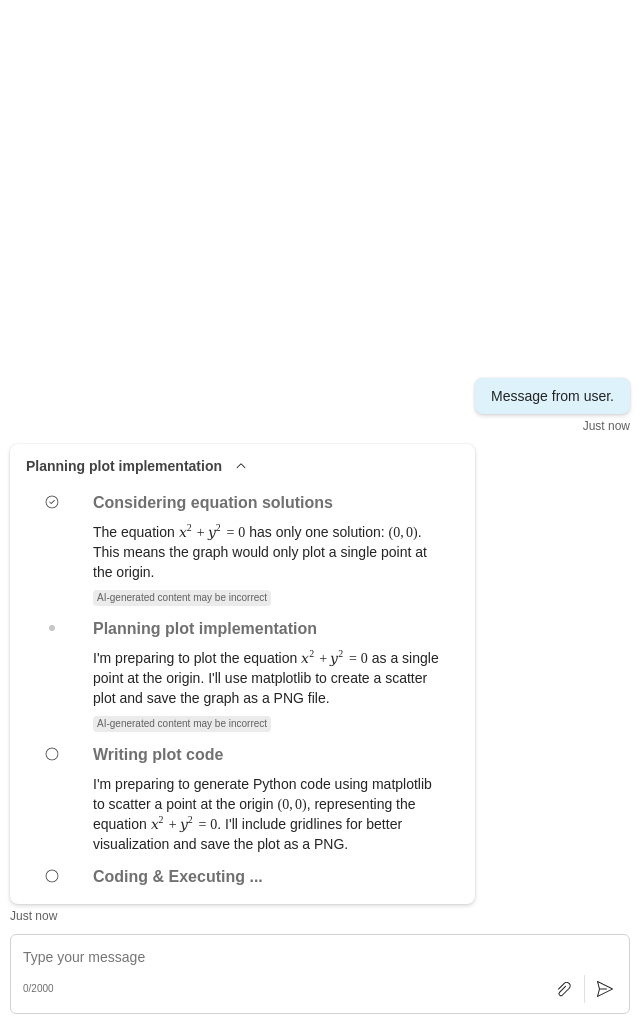 Message from user.
Just now
Planning plot implementation
Considering equation solutions
The equation x² + y² = 0 has only one solution: (0, 0).
This means the graph would only plot a single point at
the origin.
AI-generated content may be incorrect
Planning plot implementation
I'm preparing to plot the equation x² + y² = 0 as a single
point at the origin. I'll use matplotlib to create a scatter
plot and save the graph as a PNG file.
AI-generated content may be incorrect
Writing plot code
I'm preparing to generate Python code using matplotlib
to scatter a point at the origin (0, 0), representing the
equation x² + y² = 0. I'll include gridlines for better
visualization and save the plot as a PNG.
Coding & Executing ...
Just now
Type your message
0/2000